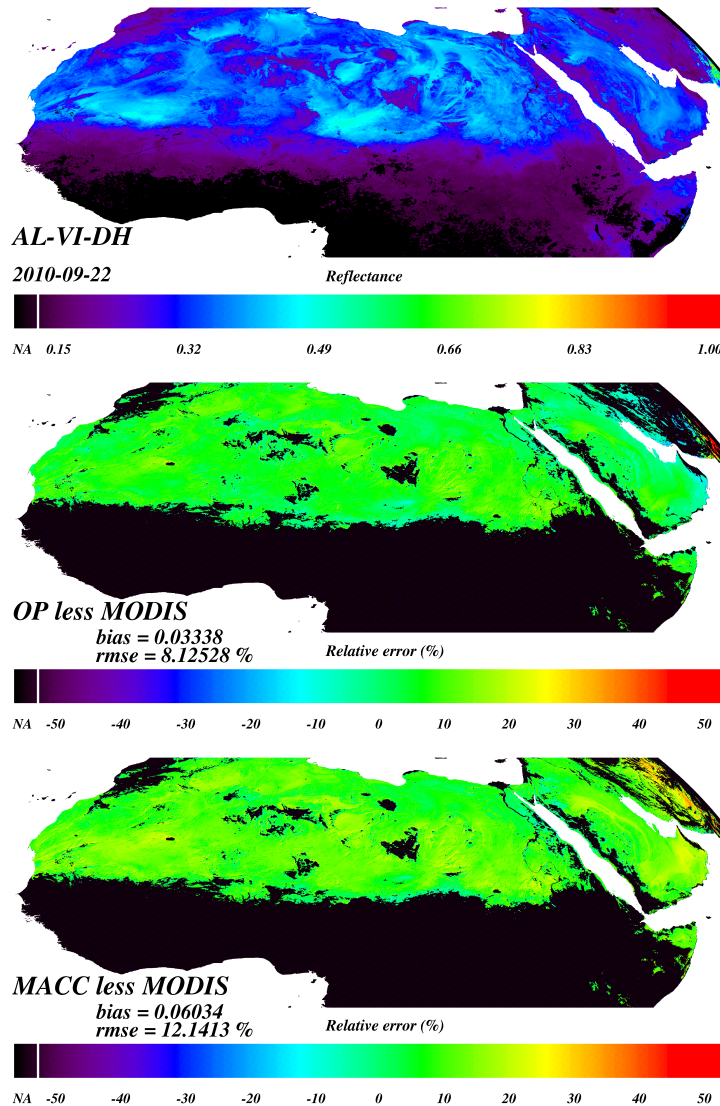 AL-VI-DH
2010-09-22
Reflectance
NA 0.15 0.32 0.49 0.66 0.83 1.00
OP less MODIS
bias = 0.03338
rmse = 8.12528 %
Relative error (%)
NA -50 -40 -30 -20 -10 0 10 20 30 40 50
MACC less MODIS
bias = 0.06034
rmse = 12.1413 %
Relative error (%)
NA -50 -40 -30 -20 -10 0 10 20 30 40 50